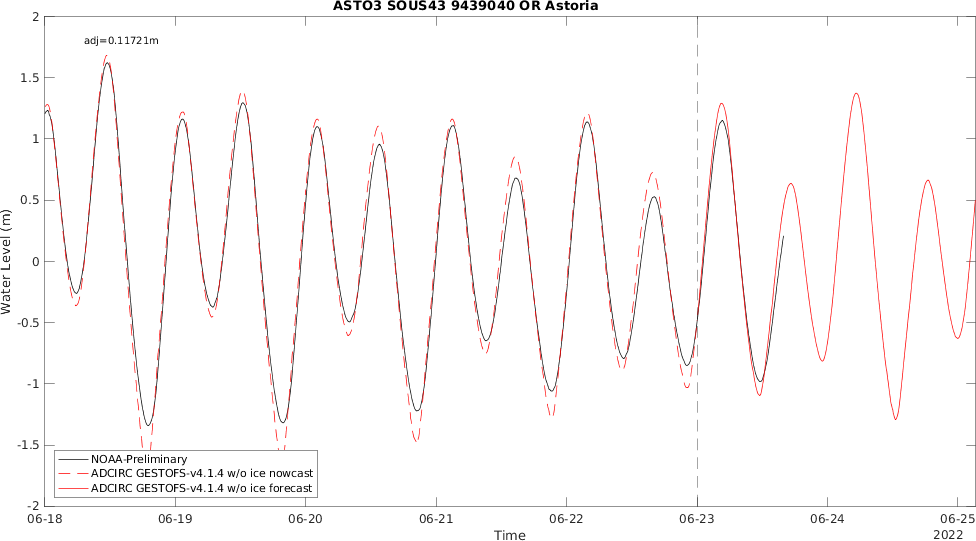 ASTO3 SOUS43 9439040 OR Astoria
adj=0.11721m
2
1.5
1
0.5
0
-0.5
-1
-1.5
-2
Water Level (m)
NOAA-Preliminary
ADCIRC GESTOFS-v4.1.4 w/o ice nowcast
ADCIRC GESTOFS-v4.1.4 w/o ice forecast
06-18 06-19 06-20 06-21 06-22 06-23 06-24 06-25
Time
2022